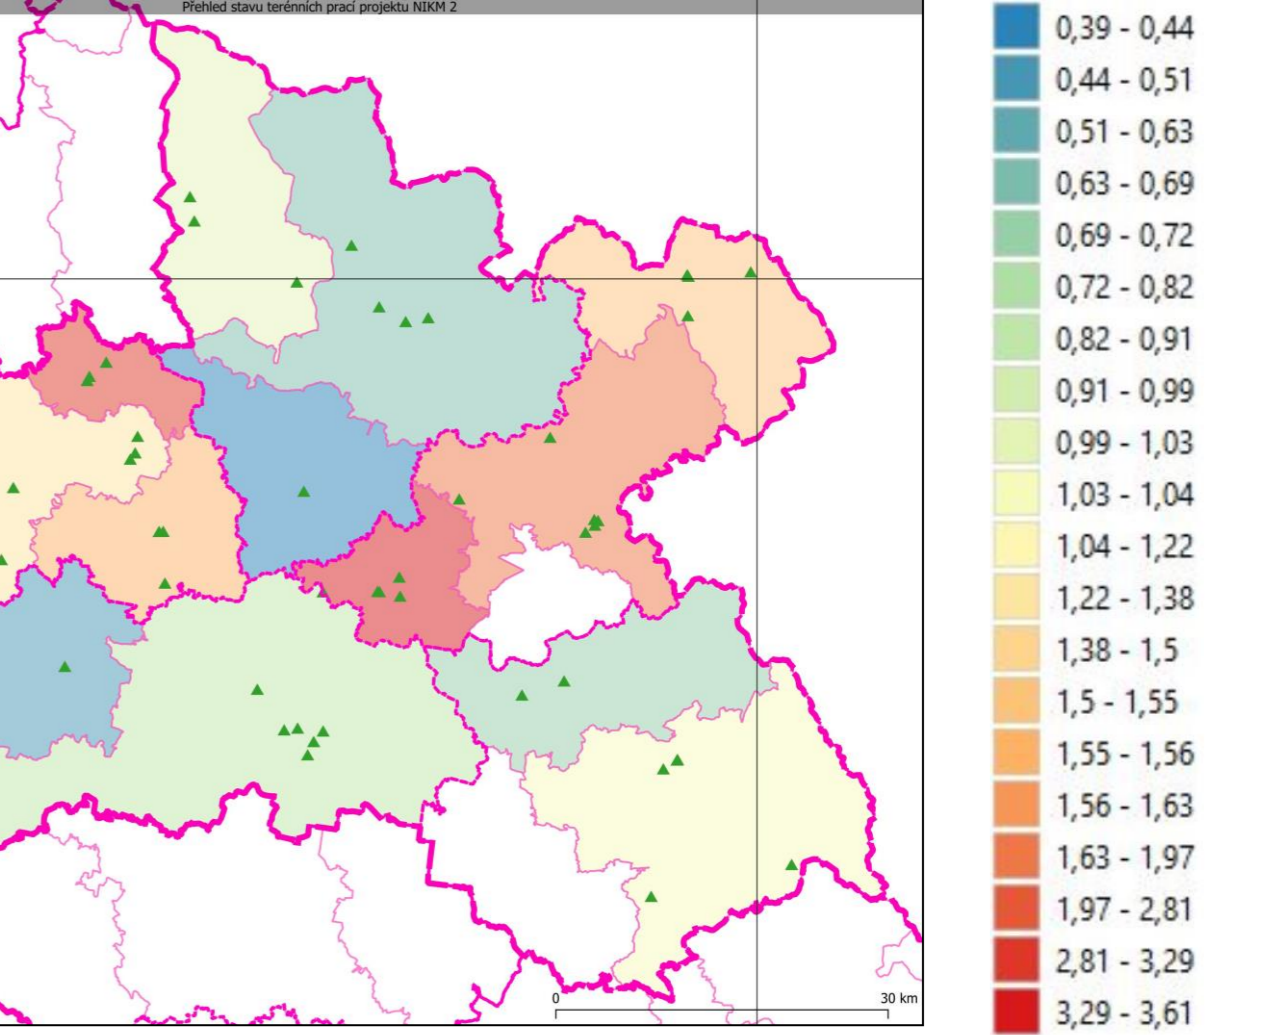 Přehled stavu terénních prací projektu NIKM 2
0,39 - 0,44
0,44 - 0,51
0,51 - 0,63
0,63 - 0,69
0,69 - 0,72
0,72 - 0,82
0,82 - 0,91
0,91 - 0,99
0,99 - 1,03
1,03 - 1,04
1,04 - 1,22
1,22 - 1,38
1,38 - 1,5
1,5 - 1,55
1,55 - 1,56
1,56 - 1,63
1,63 - 1,97
1,97 - 2,81
2,81 - 3,29
3,29 - 3,61
0 30 km